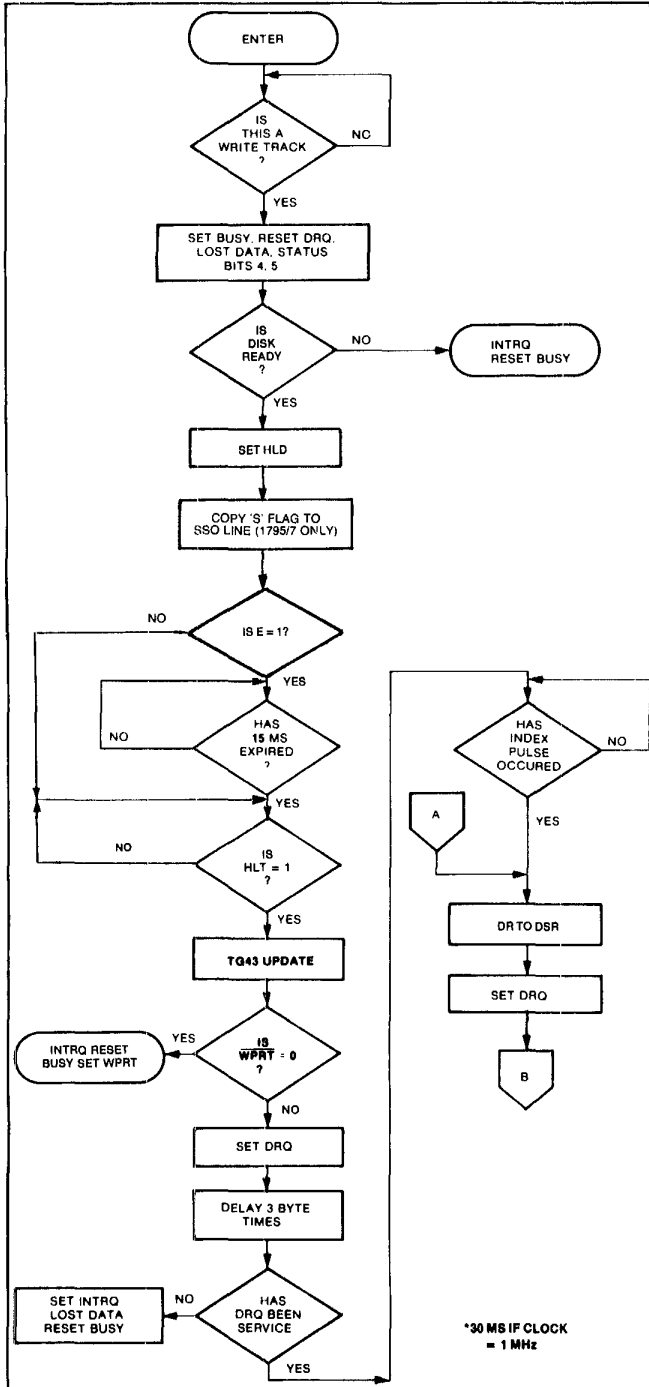 ENTER
IS
THIS A
WRITE TRACK
?
NO
YES
SET BUSY, RESET DRQ,
LOST DATA, STATUS
BITS 4, 5
IS
DISK
READY
?
NO
INTRQ
RESET BUSY
YES
SET HLD
COPY 'S' FLAG TO
SSO LINE (1795/7 ONLY)
NO
IS E = 1?
YES
HAS
15 MS
EXPIRED
?
NO
YES
IS
HLT = 1
?
NO
YES
TG43 UPDATE
IS
WPRT = 0
?
YES
INTRQ RESET
BUSY SET WPRT
NO
SET DRQ
DELAY 3 BYTE
TIMES
HAS
DRQ BEEN
SERVICE
NO
SET INTRQ
LOST DATA
RESET BUSY
YES
HAS
INDEX
PULSE
OCCURED
NO
YES
A
DR TO DSR
SET DRQ
B
*30 MS IF CLOCK
= 1 MHz